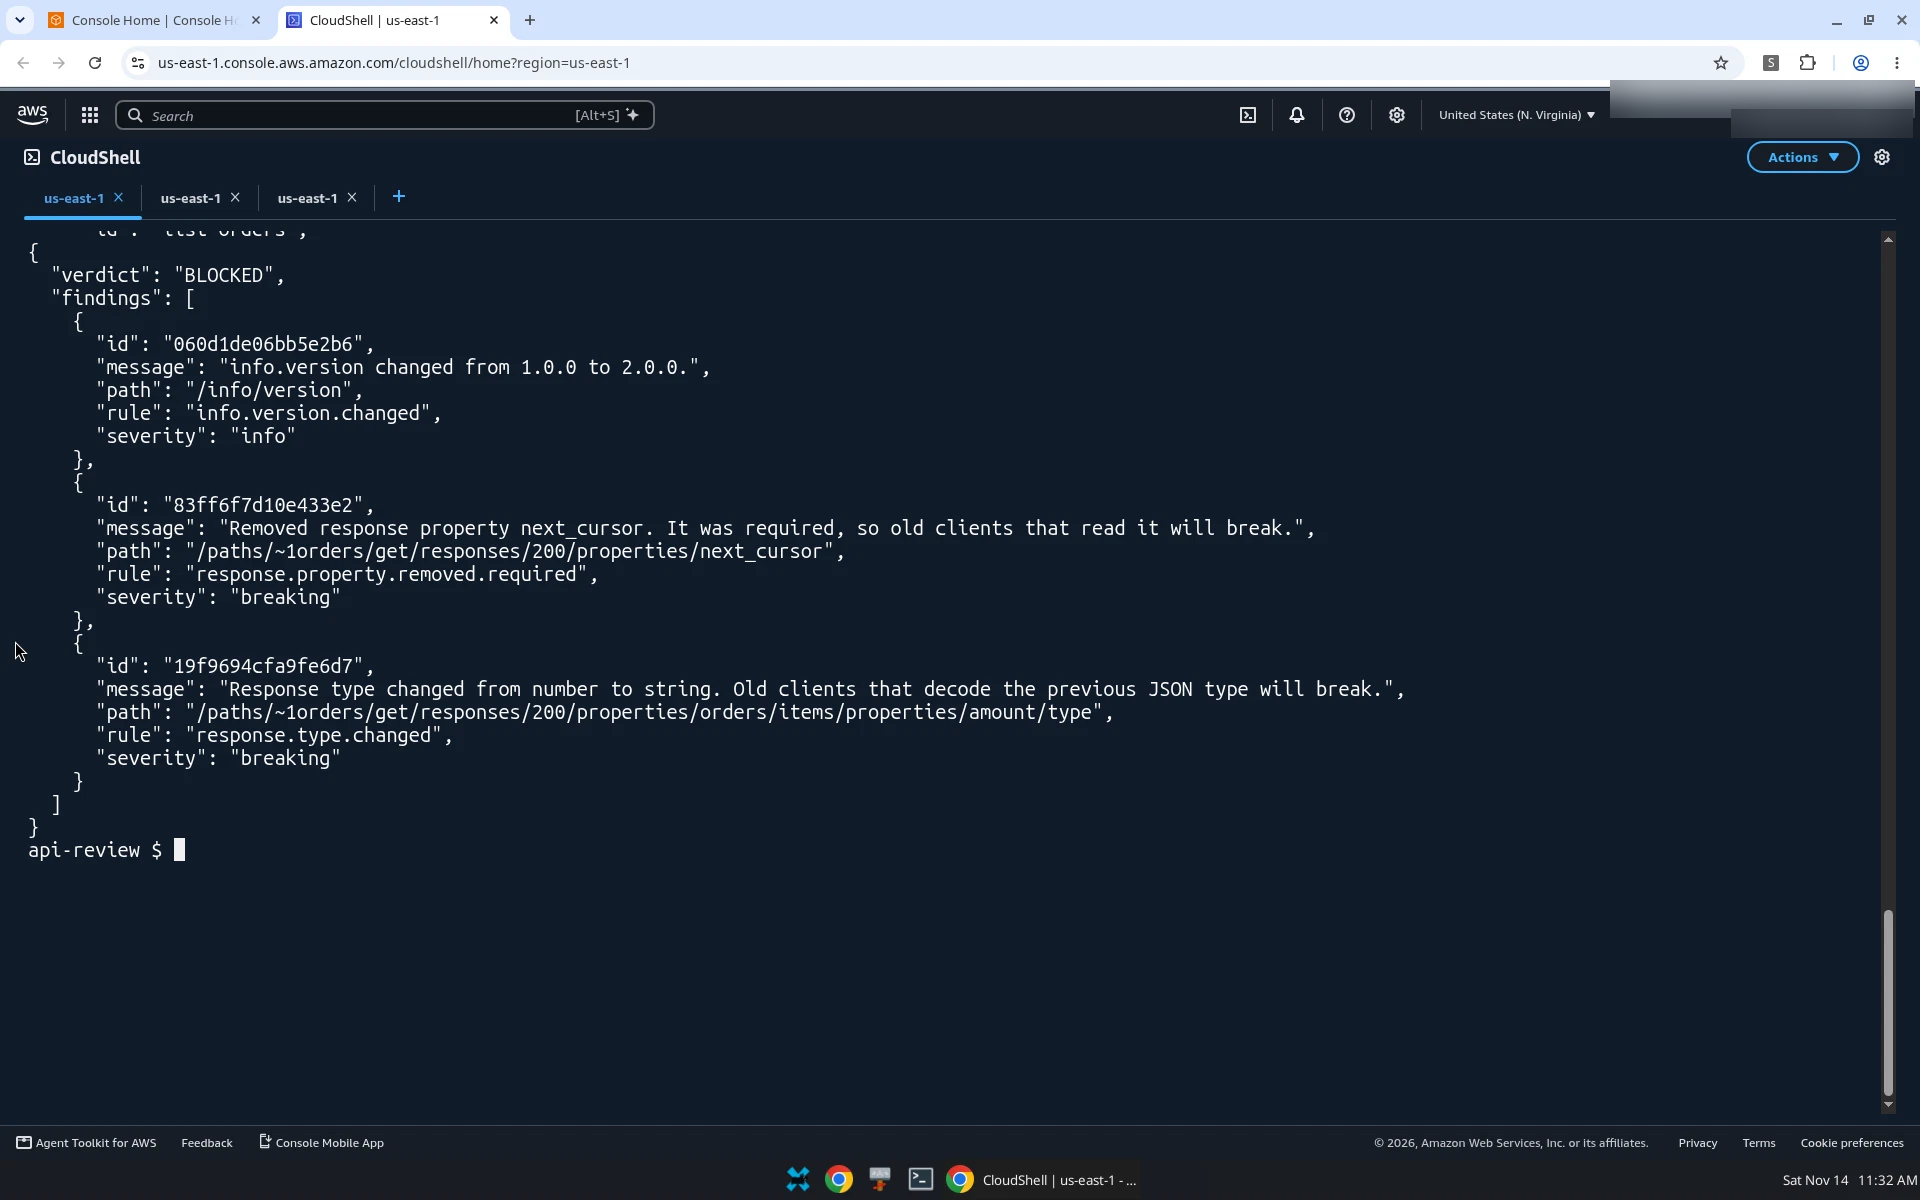 Console Home | Console H
CloudShell | us-east-1
us-east-1.console.aws.amazon.com/cloudshell/home?region=us-east-1
S
aws
Search
[Alt+S]
United States (N. Virginia)
CloudShell
Actions
us-east-1
us-east-1
us-east-1
{
"verdict": "BLOCKED",
"findings": [
{
"id": "060d1de06bb5e2b6",
"message": "info.version changed from 1.0.0 to 2.0.0.",
"path": "/info/version",
"rule": "info.version.changed",
"severity": "info"
},
{
"id": "83ff6f7d10e433e2",
"message": "Removed response property next_cursor. It was required, so old clients that read it will break.",
"path": "/paths/~1orders/get/responses/200/properties/next_cursor",
"rule": "response.property.removed.required",
"severity": "breaking"
},
{
"id": "19f9694cfa9fe6d7",
"message": "Response type changed from number to string. Old clients that decode the previous JSON type will break.",
"path": "/paths/~1orders/get/responses/200/properties/orders/items/properties/amount/type",
"rule": "response.type.changed",
"severity": "breaking"
}
]
}
api-review $
Agent Toolkit for AWS
Feedback
Console Mobile App
© 2026, Amazon Web Services, Inc. or its affiliates.
Privacy
Terms
Cookie preferences
CloudShell | us-east-1 - ...
Sat Nov 14 11:32 AM